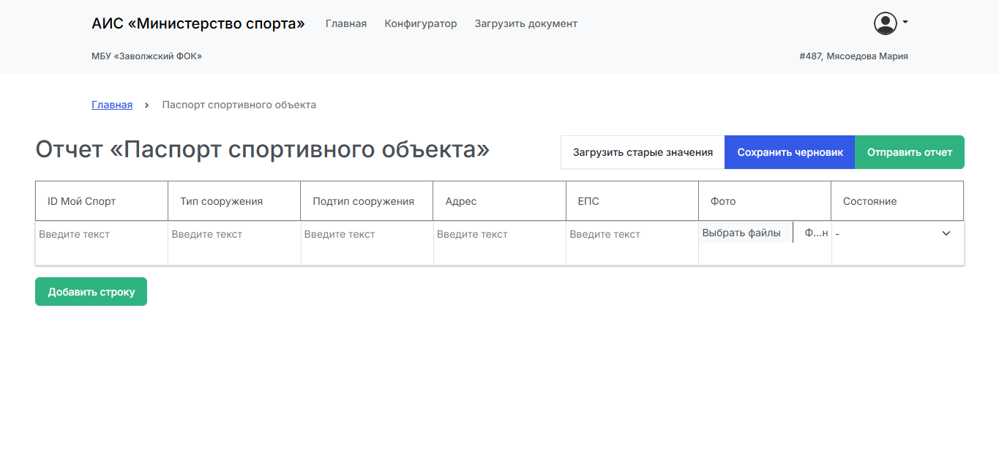 АИС «Министерство спорта» Главная Конфигуратор Загрузить документ
МБУ «Заволжский ФОК» #487, Мясоедова Мария
Главная › Паспорт спортивного объекта
Отчет «Паспорт спортивного объекта» Загрузить старые значения Сохранить черновик Отправить отчет
ID Мой Спорт Тип сооружения Подтип сооружения Адрес ЕПС Фото Состояние
Введите текст Введите текст Введите текст Введите текст Введите текст Выбрать файлы Ф...н -
Добавить строку